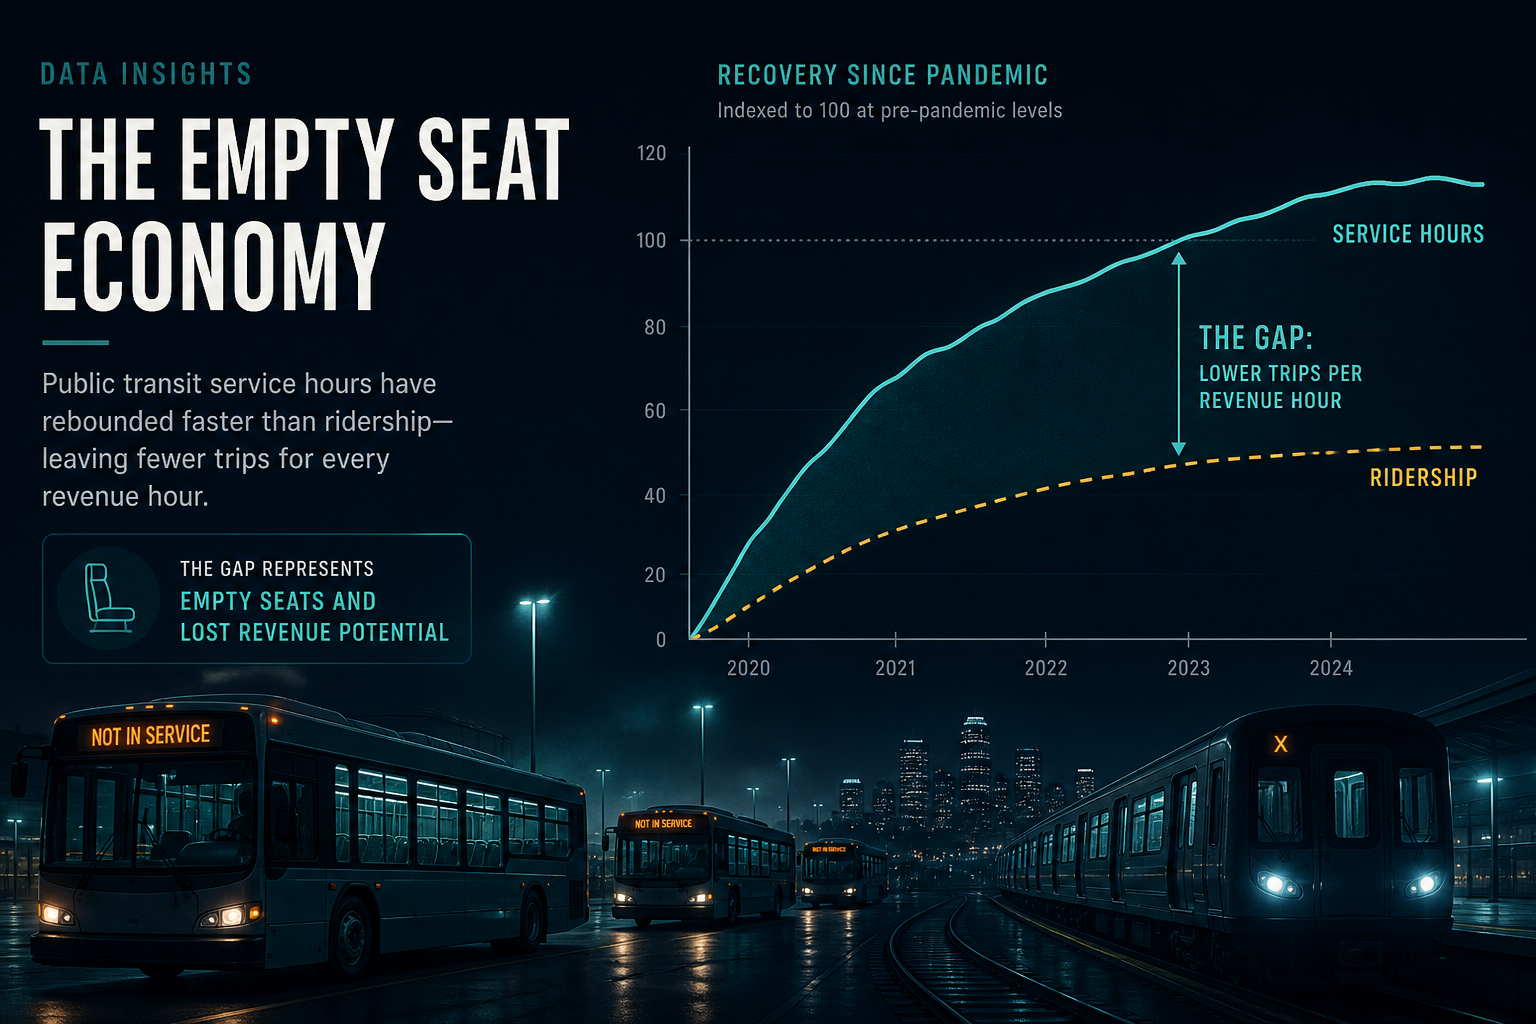 DATA INSIGHTS
THE EMPTY SEAT
ECONOMY
Public transit service hours have
rebounded faster than ridership—
leaving fewer trips for every
revenue hour.
THE GAP REPRESENTS
EMPTY SEATS AND
LOST REVENUE POTENTIAL
RECOVERY SINCE PANDEMIC
Indexed to 100 at pre-pandemic levels
120
100
80
60
40
20
0
SERVICE HOURS
THE GAP:
LOWER TRIPS PER
REVENUE HOUR
RIDERSHIP
2020 2021 2022 2023 2024
NOT IN SERVICE
NOT IN SERVICE
NOT IN SERVICE
X